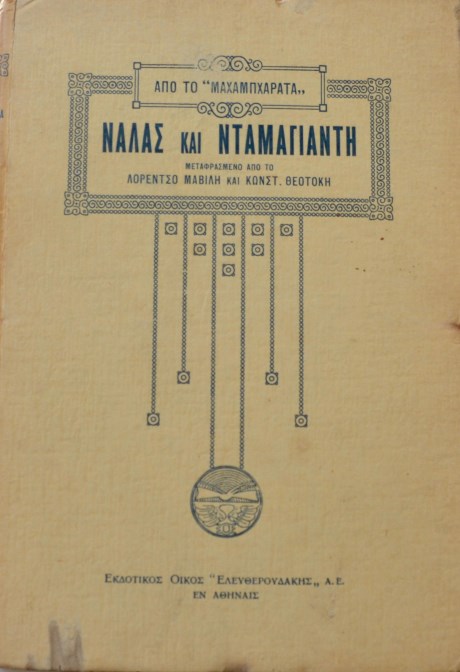 ΑΠΟ ΤΟ “ΜΑΧΑΜΠΧΑΡΑΤΑ„
ΝΑΛΑΣ ΚΑΙ ΝΤΑΜΑΓΙΑΝΤΗ
ΜΕΤΑΦΡΑΣΜΕΝΟ ΑΠΟ ΤΟ
ΛΟΡΕΝΤΣΟ ΜΑΒΙΛΗ ΚΑΙ ΚΩΝΣΤ. ΘΕΟΤΟΚΗ
ΕΚΔΟΤΙΚΟΣ ΟΙΚΟΣ “ΕΛΕΥΘΕΡΟΥΔΑΚΗΣ„ Α.Ε.
ΕΝ ΑΘΗΝΑΙΣ